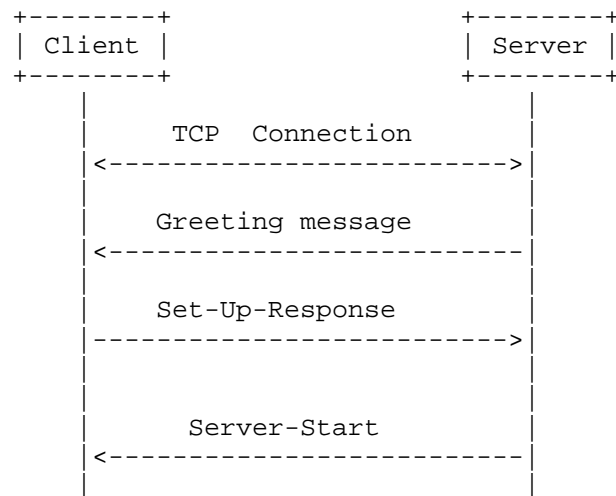 Client Server
TCP Connection
Greeting message
Set-Up-Response
Server-Start